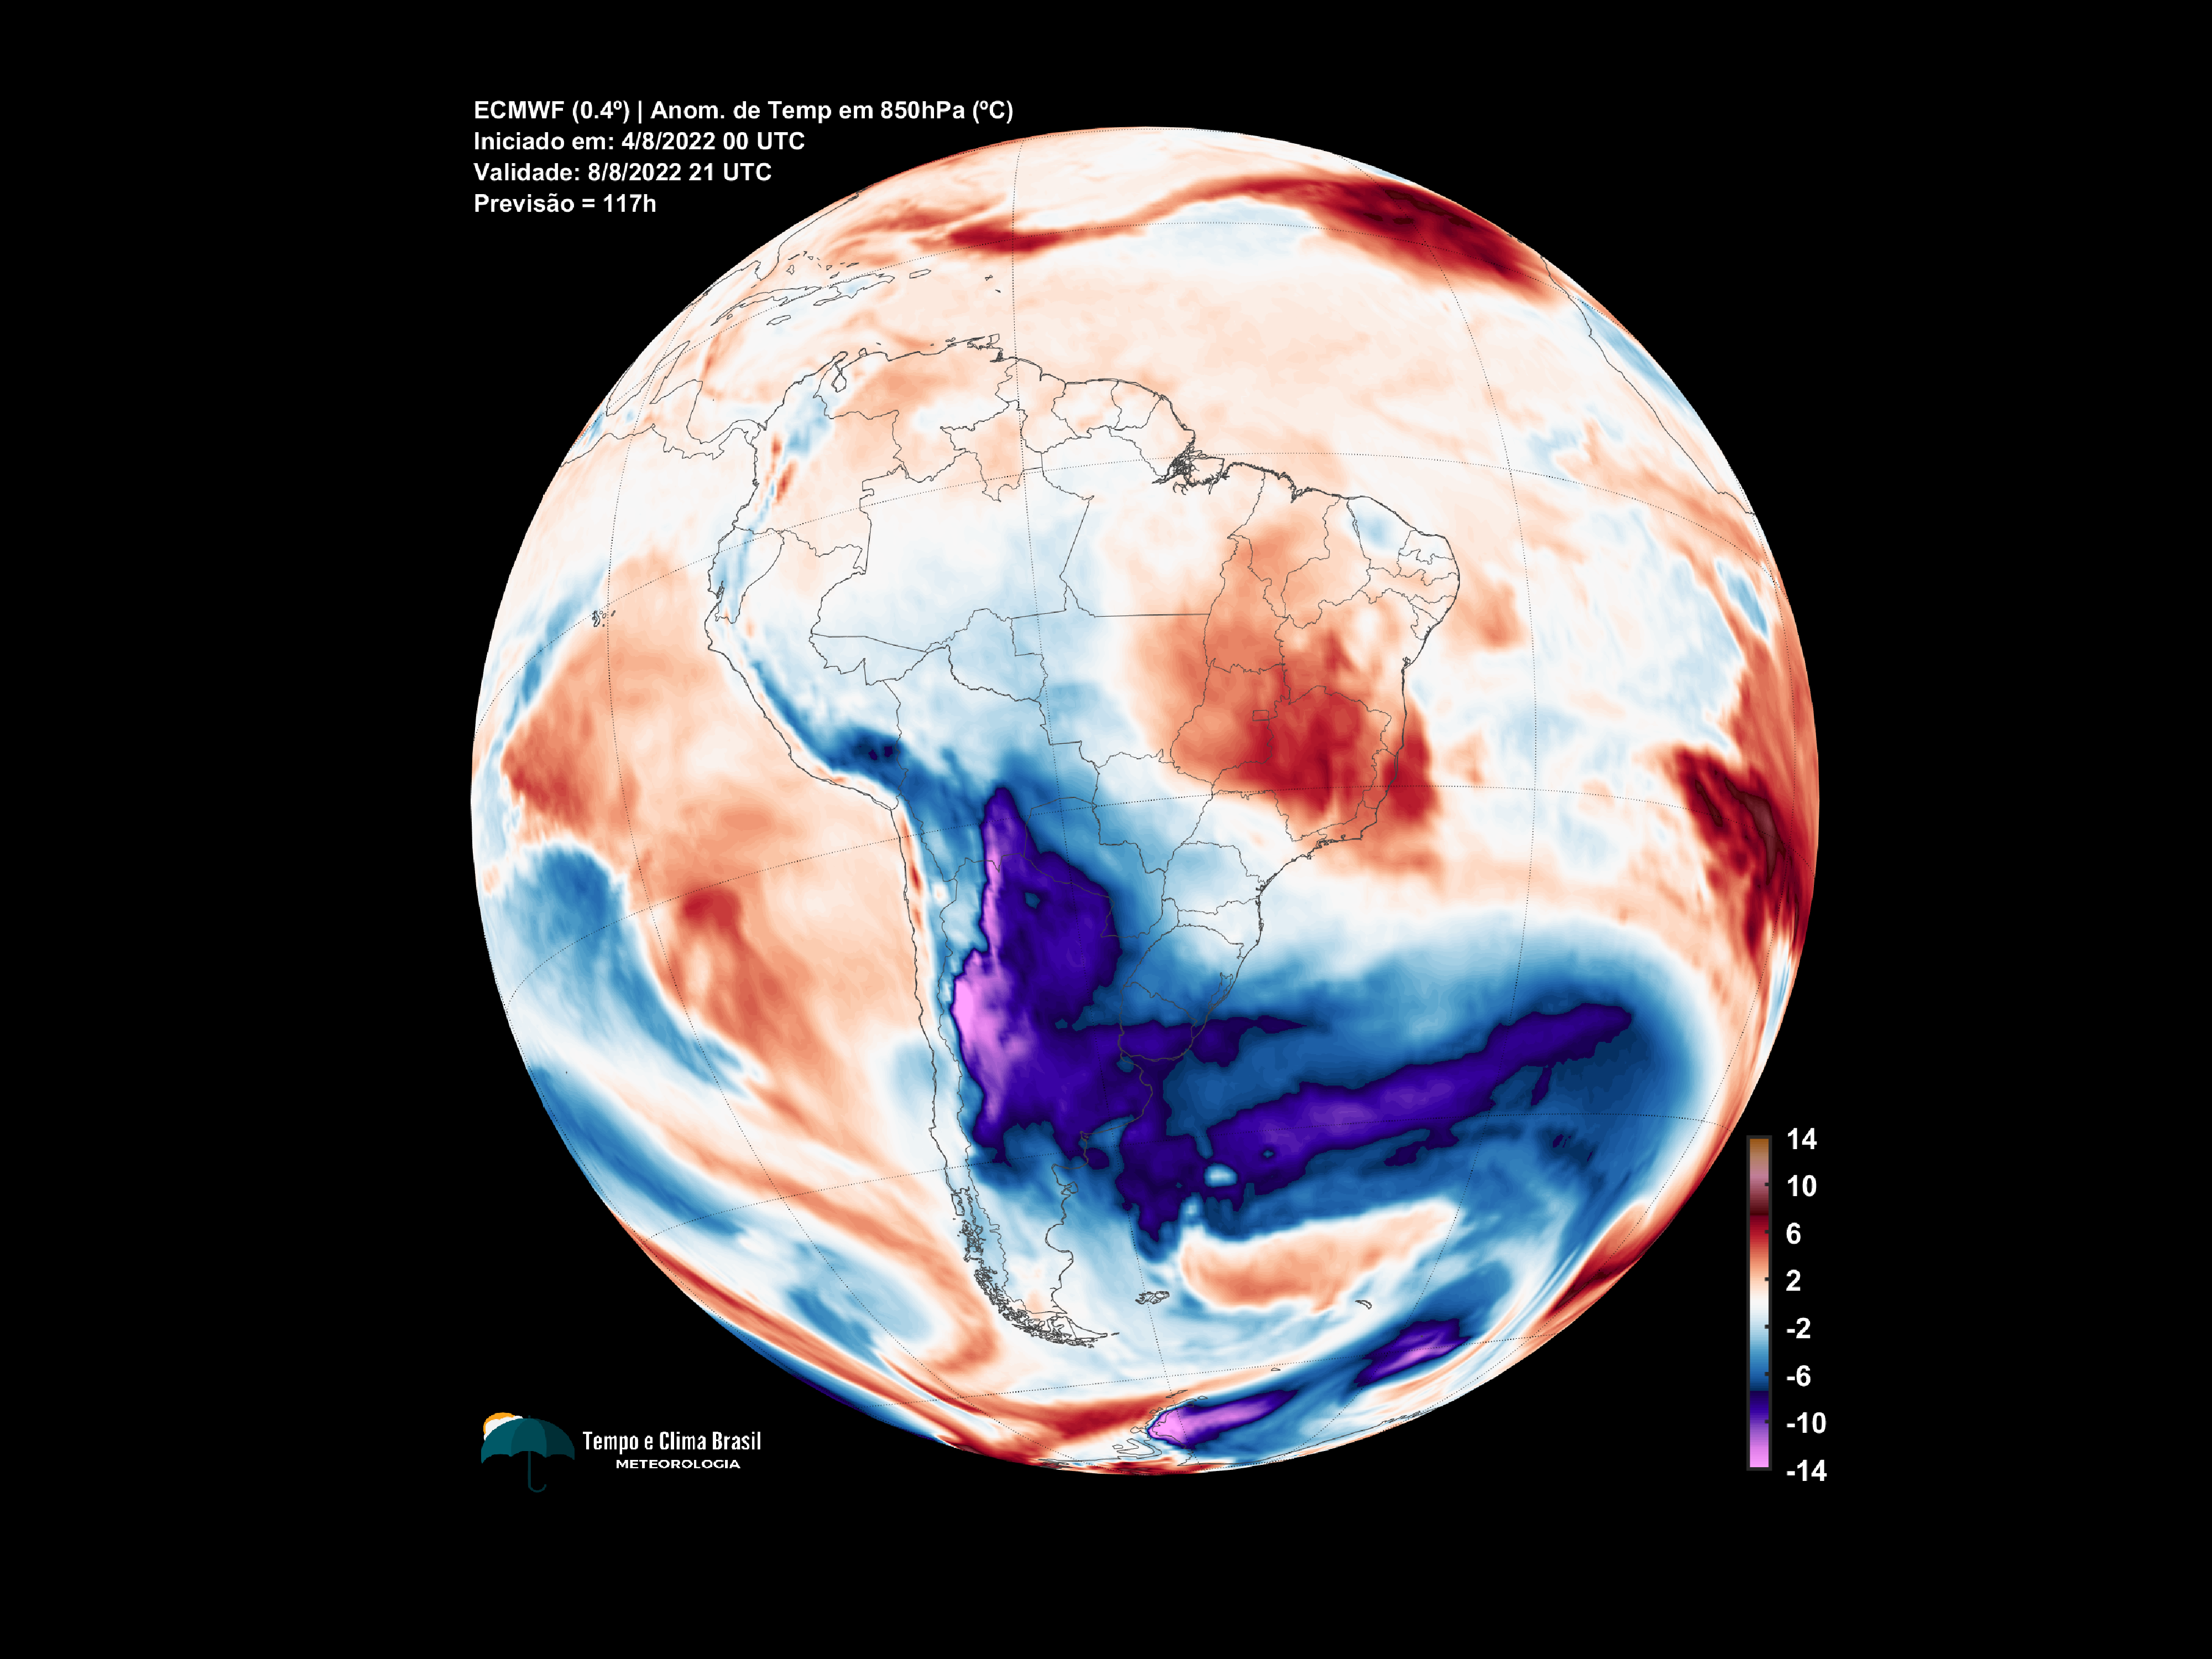 ECMWF (0.4º) | Anom. de Temp em 850hPa (ºC)
Iniciado em: 4/8/2022 00 UTC
Validade: 8/8/2022 21 UTC
Previsão = 117h
14
10
6
2
-2
-6
-10
-14
Tempo e Clima Brasil
METEOROLOGIA